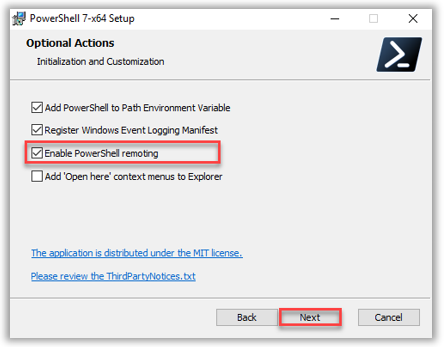 PowerShell 7-x64 Setup
Optional Actions
Initialization and Customization
Add PowerShell to Path Environment Variable
Register Windows Event Logging Manifest
Enable PowerShell remoting
Add 'Open here' context menus to Explorer
The application is distributed under the MIT license.
Please review the ThirdPartyNotices.txt
Back Next Cancel